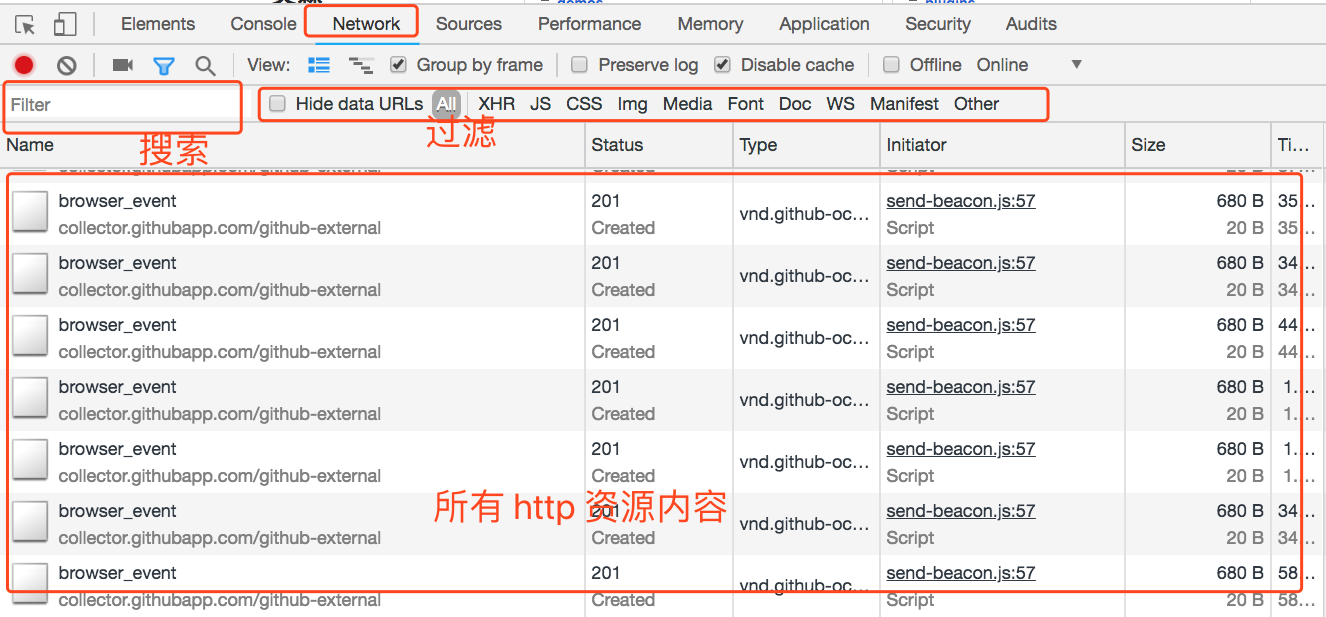 demos
plugins
Elements Console Network Sources Performance Memory Application Security Audits
View: Group by frame Preserve log Disable cache Offline Online
Filter Hide data URLs All XHR JS CSS Img Media Font Doc WS Manifest Other
搜索 过滤
Name Status Type Initiator Size Ti...
collector.githubapp.com/github-external Created Script 20 B
browser_event 201 vnd.github-oc... send-beacon.js:57 680 B 35...
collector.githubapp.com/github-external Created Script 20 B 35...
browser_event 201 vnd.github-oc... send-beacon.js:57 680 B 34...
collector.githubapp.com/github-external Created Script 20 B 34...
browser_event 201 vnd.github-oc... send-beacon.js:57 680 B 44...
collector.githubapp.com/github-external Created Script 20 B 44...
browser_event 201 vnd.github-oc... send-beacon.js:57 680 B 1....
collector.githubapp.com/github-external Created Script 20 B 1....
browser_event 201 vnd.github-oc... send-beacon.js:57 680 B 1....
collector.githubapp.com/github-external Created Script 20 B 1....
所有 http 资源内容
browser_event 201 vnd.github-oc... send-beacon.js:57 680 B 34...
collector.githubapp.com/github-external Created Script 20 B 34...
browser_event 201 vnd.github-oc... send-beacon.js:57 680 B 58...
collector.githubapp.com/github-external Created Script 20 B 58...